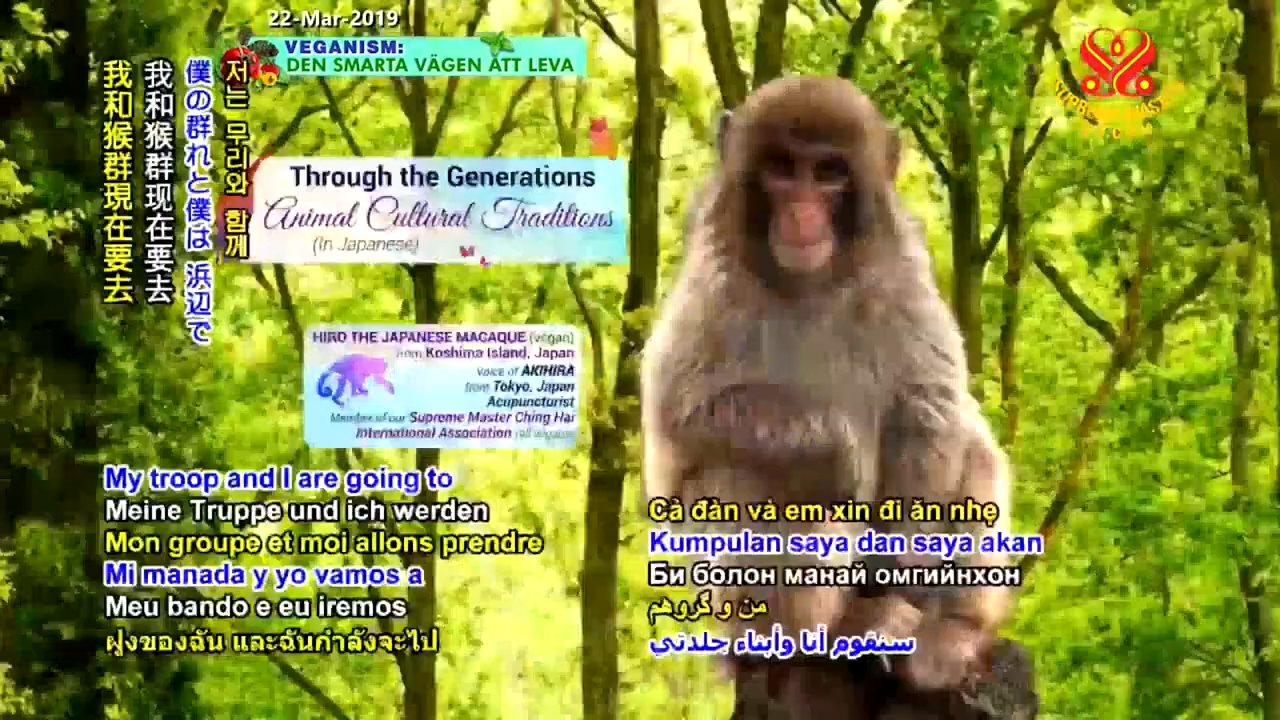 22-Mar-2019
VEGANISM:
DEN SMARTA VÄGEN ATT LEVA
저는 무리와 함께
僕の群れと僕は 浜辺で
我和猴群现在要去
我和猴群現在要去
Through the Generations
Animal Cultural Traditions
(In Japanese)
HIRO THE JAPANESE MACAQUE (vegan)
from Koshima Island, Japan
voice of AKIHIRA
from Tokyo, Japan
Acupuncturist
Member of our Supreme Master Ching Hai
International Association (all vegans)
My troop and I are going to
Meine Truppe und ich werden
Mon groupe et moi allons prendre
Mi manada y yo vamos a
Meu bando e eu iremos
ฝูงของฉัน และฉันกำลังจะไป
Cả đàn và em xin đi ăn nhẹ
Kumpulan saya dan saya akan
Би болон манай омгийнхон
من و گروهم
سنقوم أنا وأبناء جلدتي